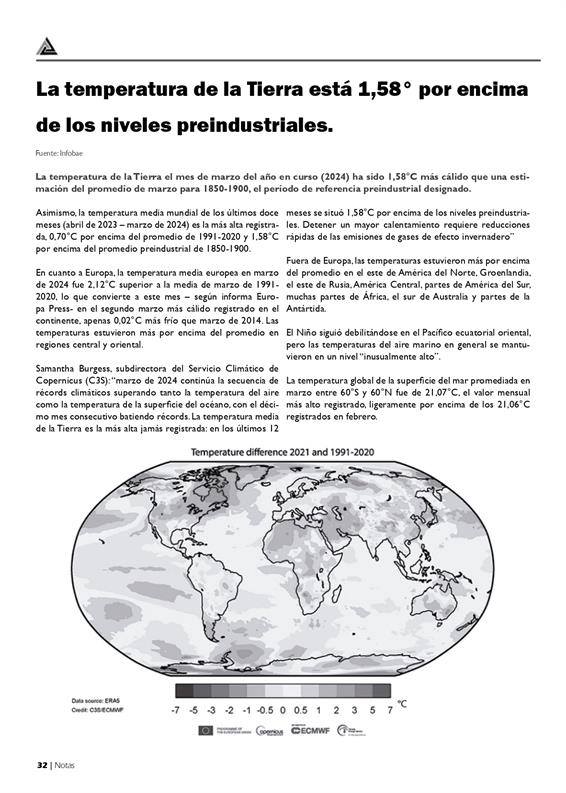 La temperatura de la Tierra está 1,58° por encima
de los niveles preindustriales.
Fuente: Infobae
La temperatura de la Tierra el mes de marzo del año en curso (2024) ha sido 1,58°C más cálido que una esti-
mación del promedio de marzo para 1850-1900, el período de referencia preindustrial designado.
Asimismo, la temperatura media mundial de los últimos doce
meses (abril de 2023 – marzo de 2024) es la más alta registra-
da, 0,70°C por encima del promedio de 1991-2020 y 1,58°C
por encima del promedio preindustrial de 1850-1900.
En cuanto a Europa, la temperatura media europea en marzo
de 2024 fue 2,12°C superior a la media de marzo de 1991-
2020, lo que convierte a este mes – según informa Euro-
pa Press- en el segundo marzo más cálido registrado en el
continente, apenas 0,02°C más frío que marzo de 2014. Las
temperaturas estuvieron más por encima del promedio en
regiones central y oriental.
Samantha Burgess, subdirectora del Servicio Climático de
Copernicus (C3S): “marzo de 2024 continúa la secuencia de
récords climáticos superando tanto la temperatura del aire
como la temperatura de la superficie del océano, con el déci-
mo mes consecutivo batiendo récords. La temperatura media
de la Tierra es la más alta jamás registrada: en los últimos 12
meses se situó 1,58°C por encima de los niveles preindustria-
les. Detener un mayor calentamiento requiere reducciones
rápidas de las emisiones de gases de efecto invernadero”
Fuera de Europa, las temperaturas estuvieron más por encima
del promedio en el este de América del Norte, Groenlandia,
el este de Rusia, América Central, partes de América del Sur,
muchas partes de África, el sur de Australia y partes de la
Antártida.
El Niño siguió debilitándose en el Pacífico ecuatorial oriental,
pero las temperaturas del aire marino en general se mantu-
vieron en un nivel “inusualmente alto”.
La temperatura global de la superficie del mar promediada en
marzo entre 60°S y 60°N fue de 21,07°C, el valor mensual
más alto registrado, ligeramente por encima de los 21,06°C
registrados en febrero.
Temperature difference 2021 and 1991-2020
-7 -5 -3 -2 -1 -0.5 0 0.5 1 2 3 5 7 °C
Data source: ERA5
Credit: C3S/ECMWF
PROGRAMME OF
THE EUROPEAN UNION
Copernicus
ECMWF
32 | Notas